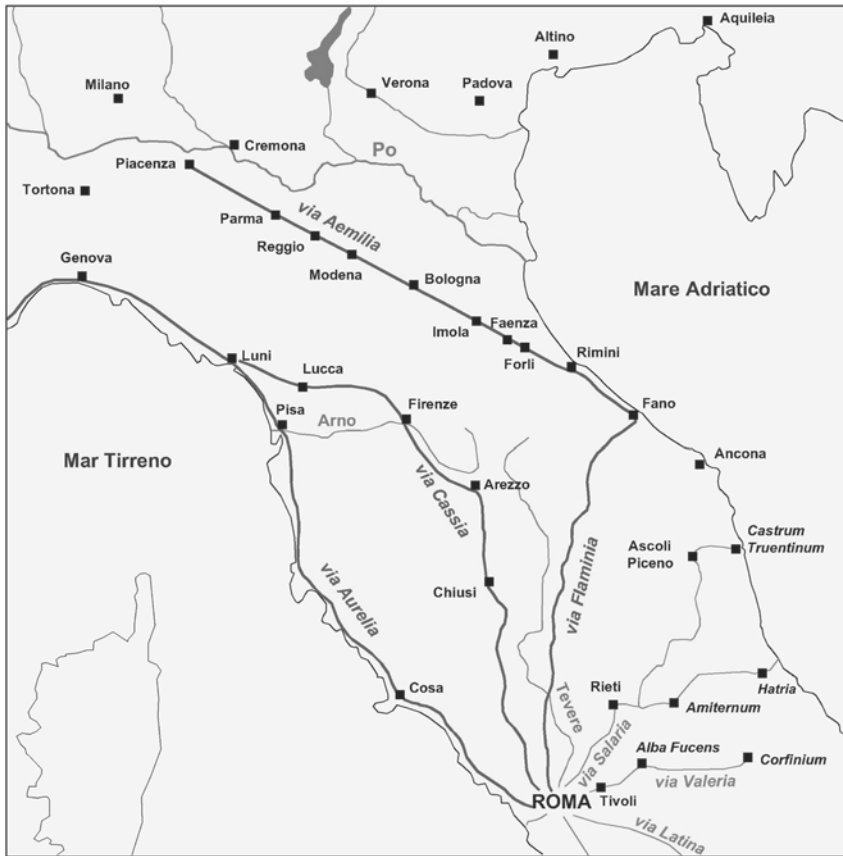 Aquileia
Altino
Verona
Padova
Milano
Cremona
Po
Piacenza
Tortona
via Aemilia
Parma
Reggio
Modena
Genova
Bologna
Mare Adriatico
Imola
Faenza
Forli
Rimini
Luni
Lucca
Firenze
Fano
Pisa
Arno
Mar Tirreno
Ancona
via Cassia
Arezzo
Castrum
Truentinum
Ascoli
Piceno
via Flaminia
Chiusi
via Aurelia
Cosa
Tevere
Rieti
Hatria
Amiternum
via Salaria
Alba Fucens
Corfinium
via Valeria
ROMA
Tivoli
via Latina